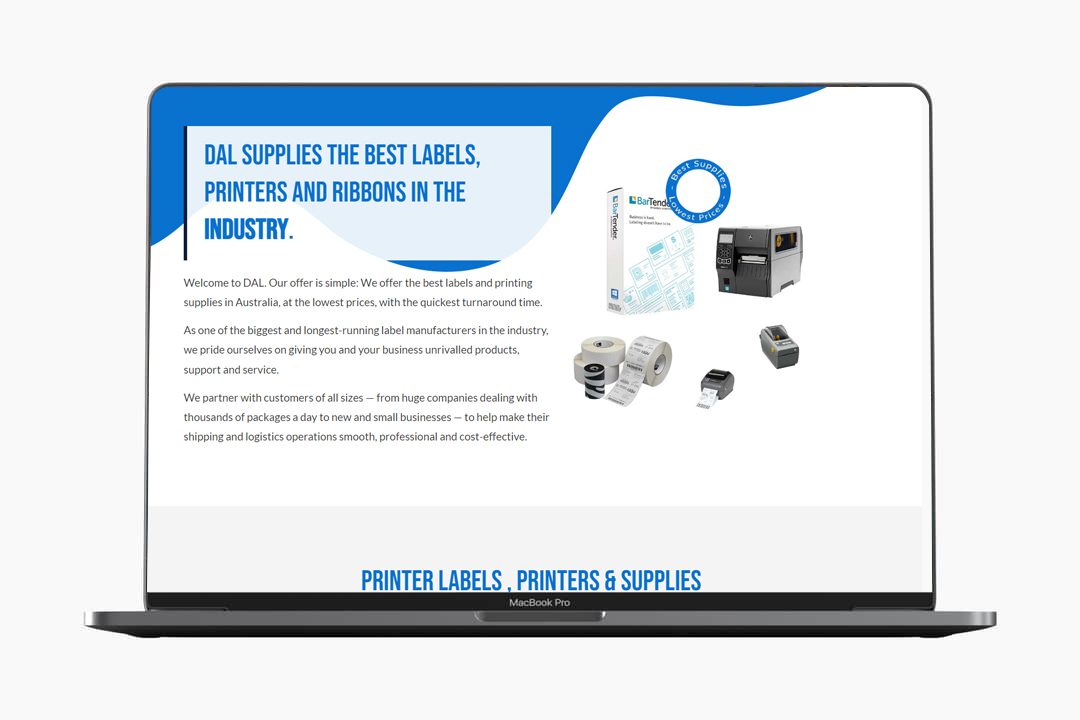 DAL SUPPLIES THE BEST LABELS,
PRINTERS AND RIBBONS IN THE
INDUSTRY.
Welcome to DAL. Our offer is simple: We offer the best labels and printing
supplies in Australia, at the lowest prices, with the quickest turnaround time.
As one of the biggest and longest-running label manufacturers in the industry,
we pride ourselves on giving you and your business unrivalled products,
support and service.
We partner with customers of all sizes — from huge companies dealing with
thousands of packages a day to new and small businesses — to help make their
shipping and logistics operations smooth, professional and cost-effective.
- Best Supplies -
Lowest Prices
BarTender
BarTender
PRINTER LABELS , PRINTERS & SUPPLIES
MacBook Pro